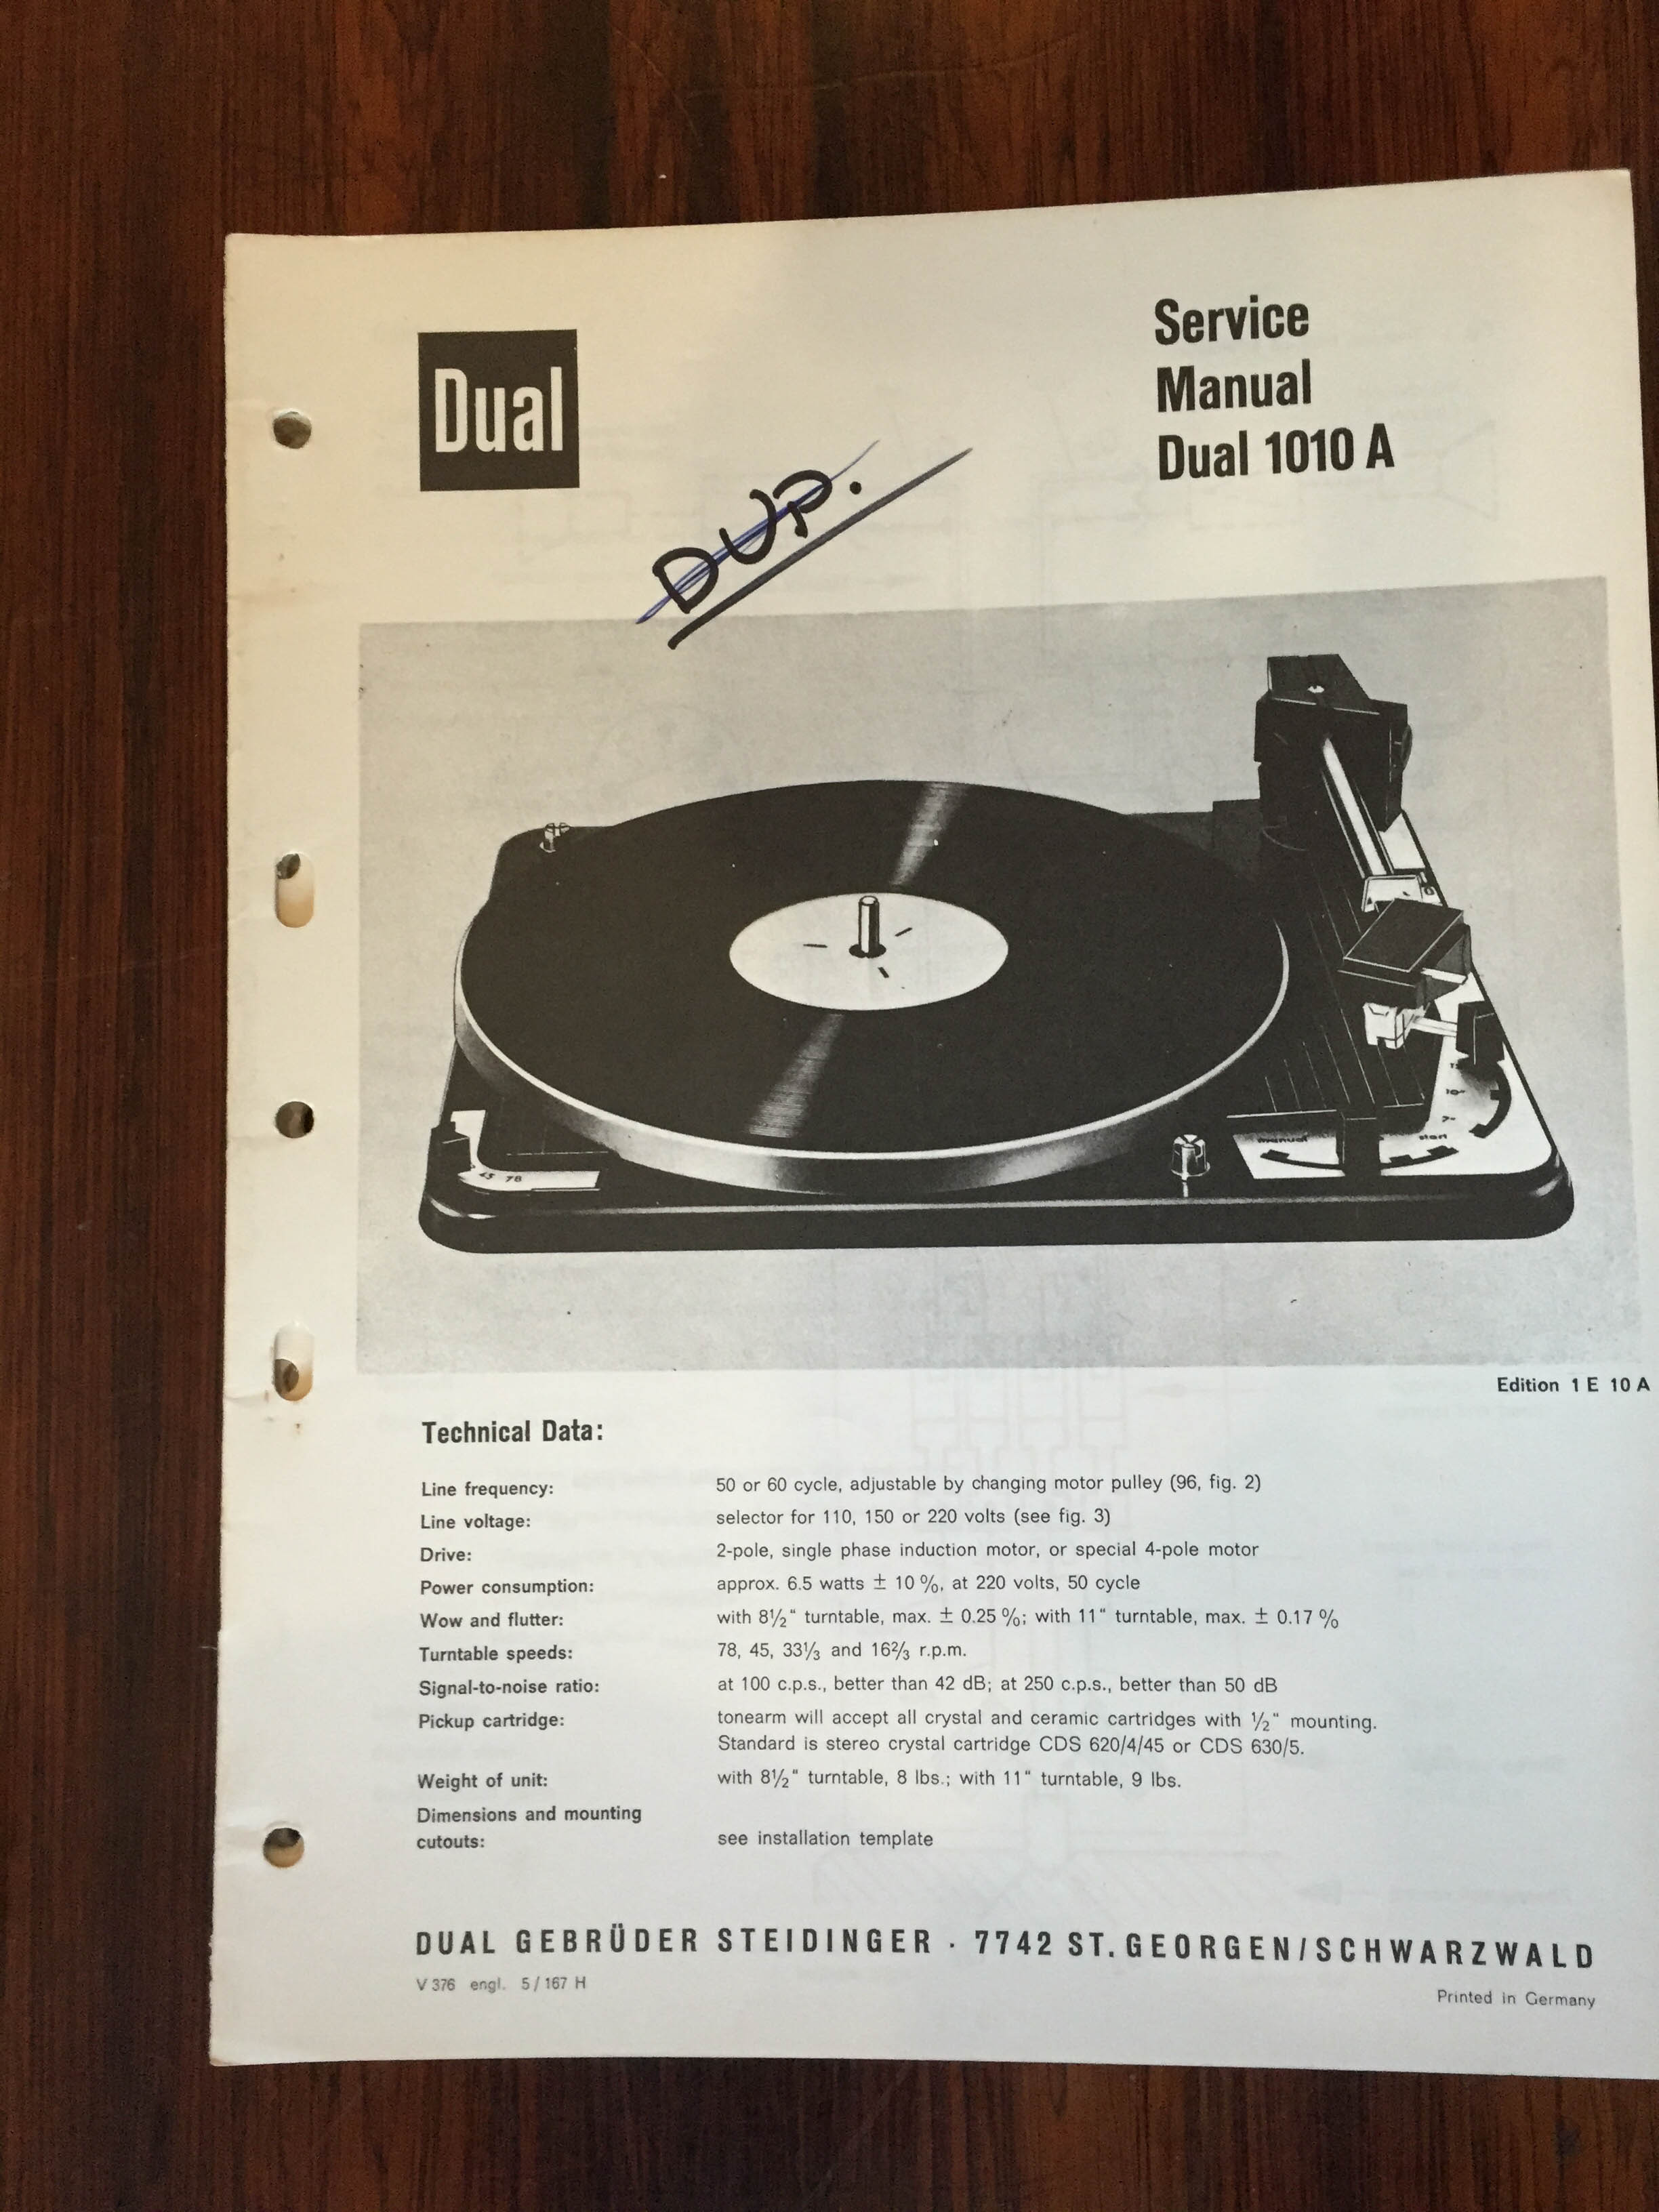 Dual
Service
Manual
Dual 1010 A
DUP.
10"
7"
manual
start
45 78
Edition 1 E 10 A
Technical Data:
Line frequency: 50 or 60 cycle, adjustable by changing motor pulley (96, fig. 2)
Line voltage: selector for 110, 150 or 220 volts (see fig. 3)
Drive: 2-pole, single phase induction motor, or special 4-pole motor
Power consumption: approx. 6.5 watts ± 10 %, at 220 volts, 50 cycle
Wow and flutter: with 8½“ turntable, max. ± 0.25 %; with 11“ turntable, max. ± 0.17 %
Turntable speeds: 78, 45, 33⅓ and 16⅔ r.p.m.
Signal-to-noise ratio: at 100 c.p.s., better than 42 dB; at 250 c.p.s., better than 50 dB
Pickup cartridge: tonearm will accept all crystal and ceramic cartridges with ½“ mounting.
Standard is stereo crystal cartridge CDS 620/4/45 or CDS 630/5.
Weight of unit: with 8½“ turntable, 8 lbs.; with 11“ turntable, 9 lbs.
Dimensions and mounting
cutouts: see installation template
DUAL GEBRÜDER STEIDINGER · 7742 ST. GEORGEN/SCHWARZWALD
V 376 engl. 5/167 H
Printed in Germany